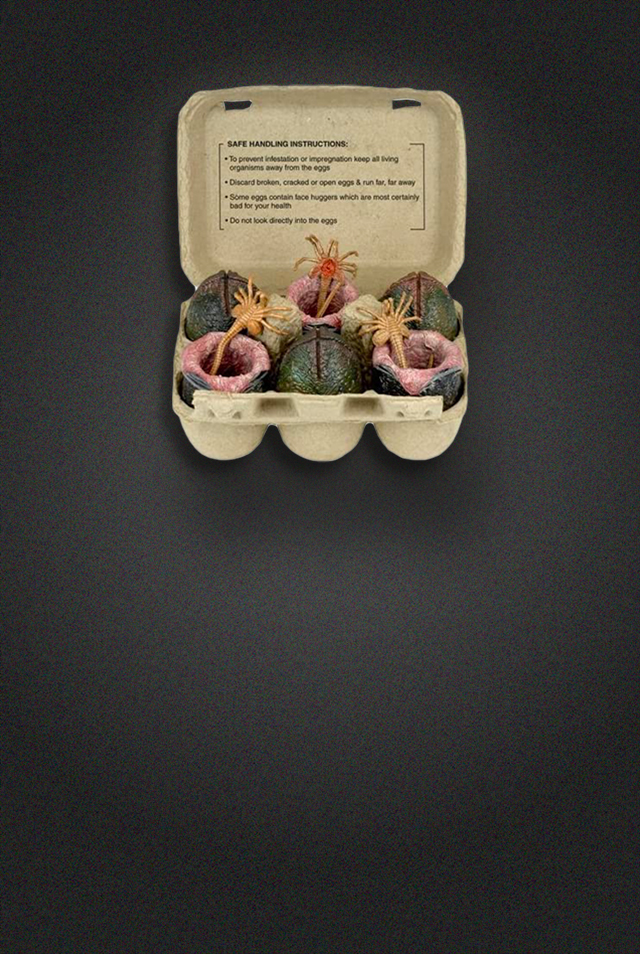 SAFE HANDLING INSTRUCTIONS:
• To prevent infestation or impregnation keep all living
organisms away from the eggs
• Discard broken, cracked or open eggs & run far, far away
• Some eggs contain face huggers which are most certainly
bad for your health
• Do not look directly into the eggs